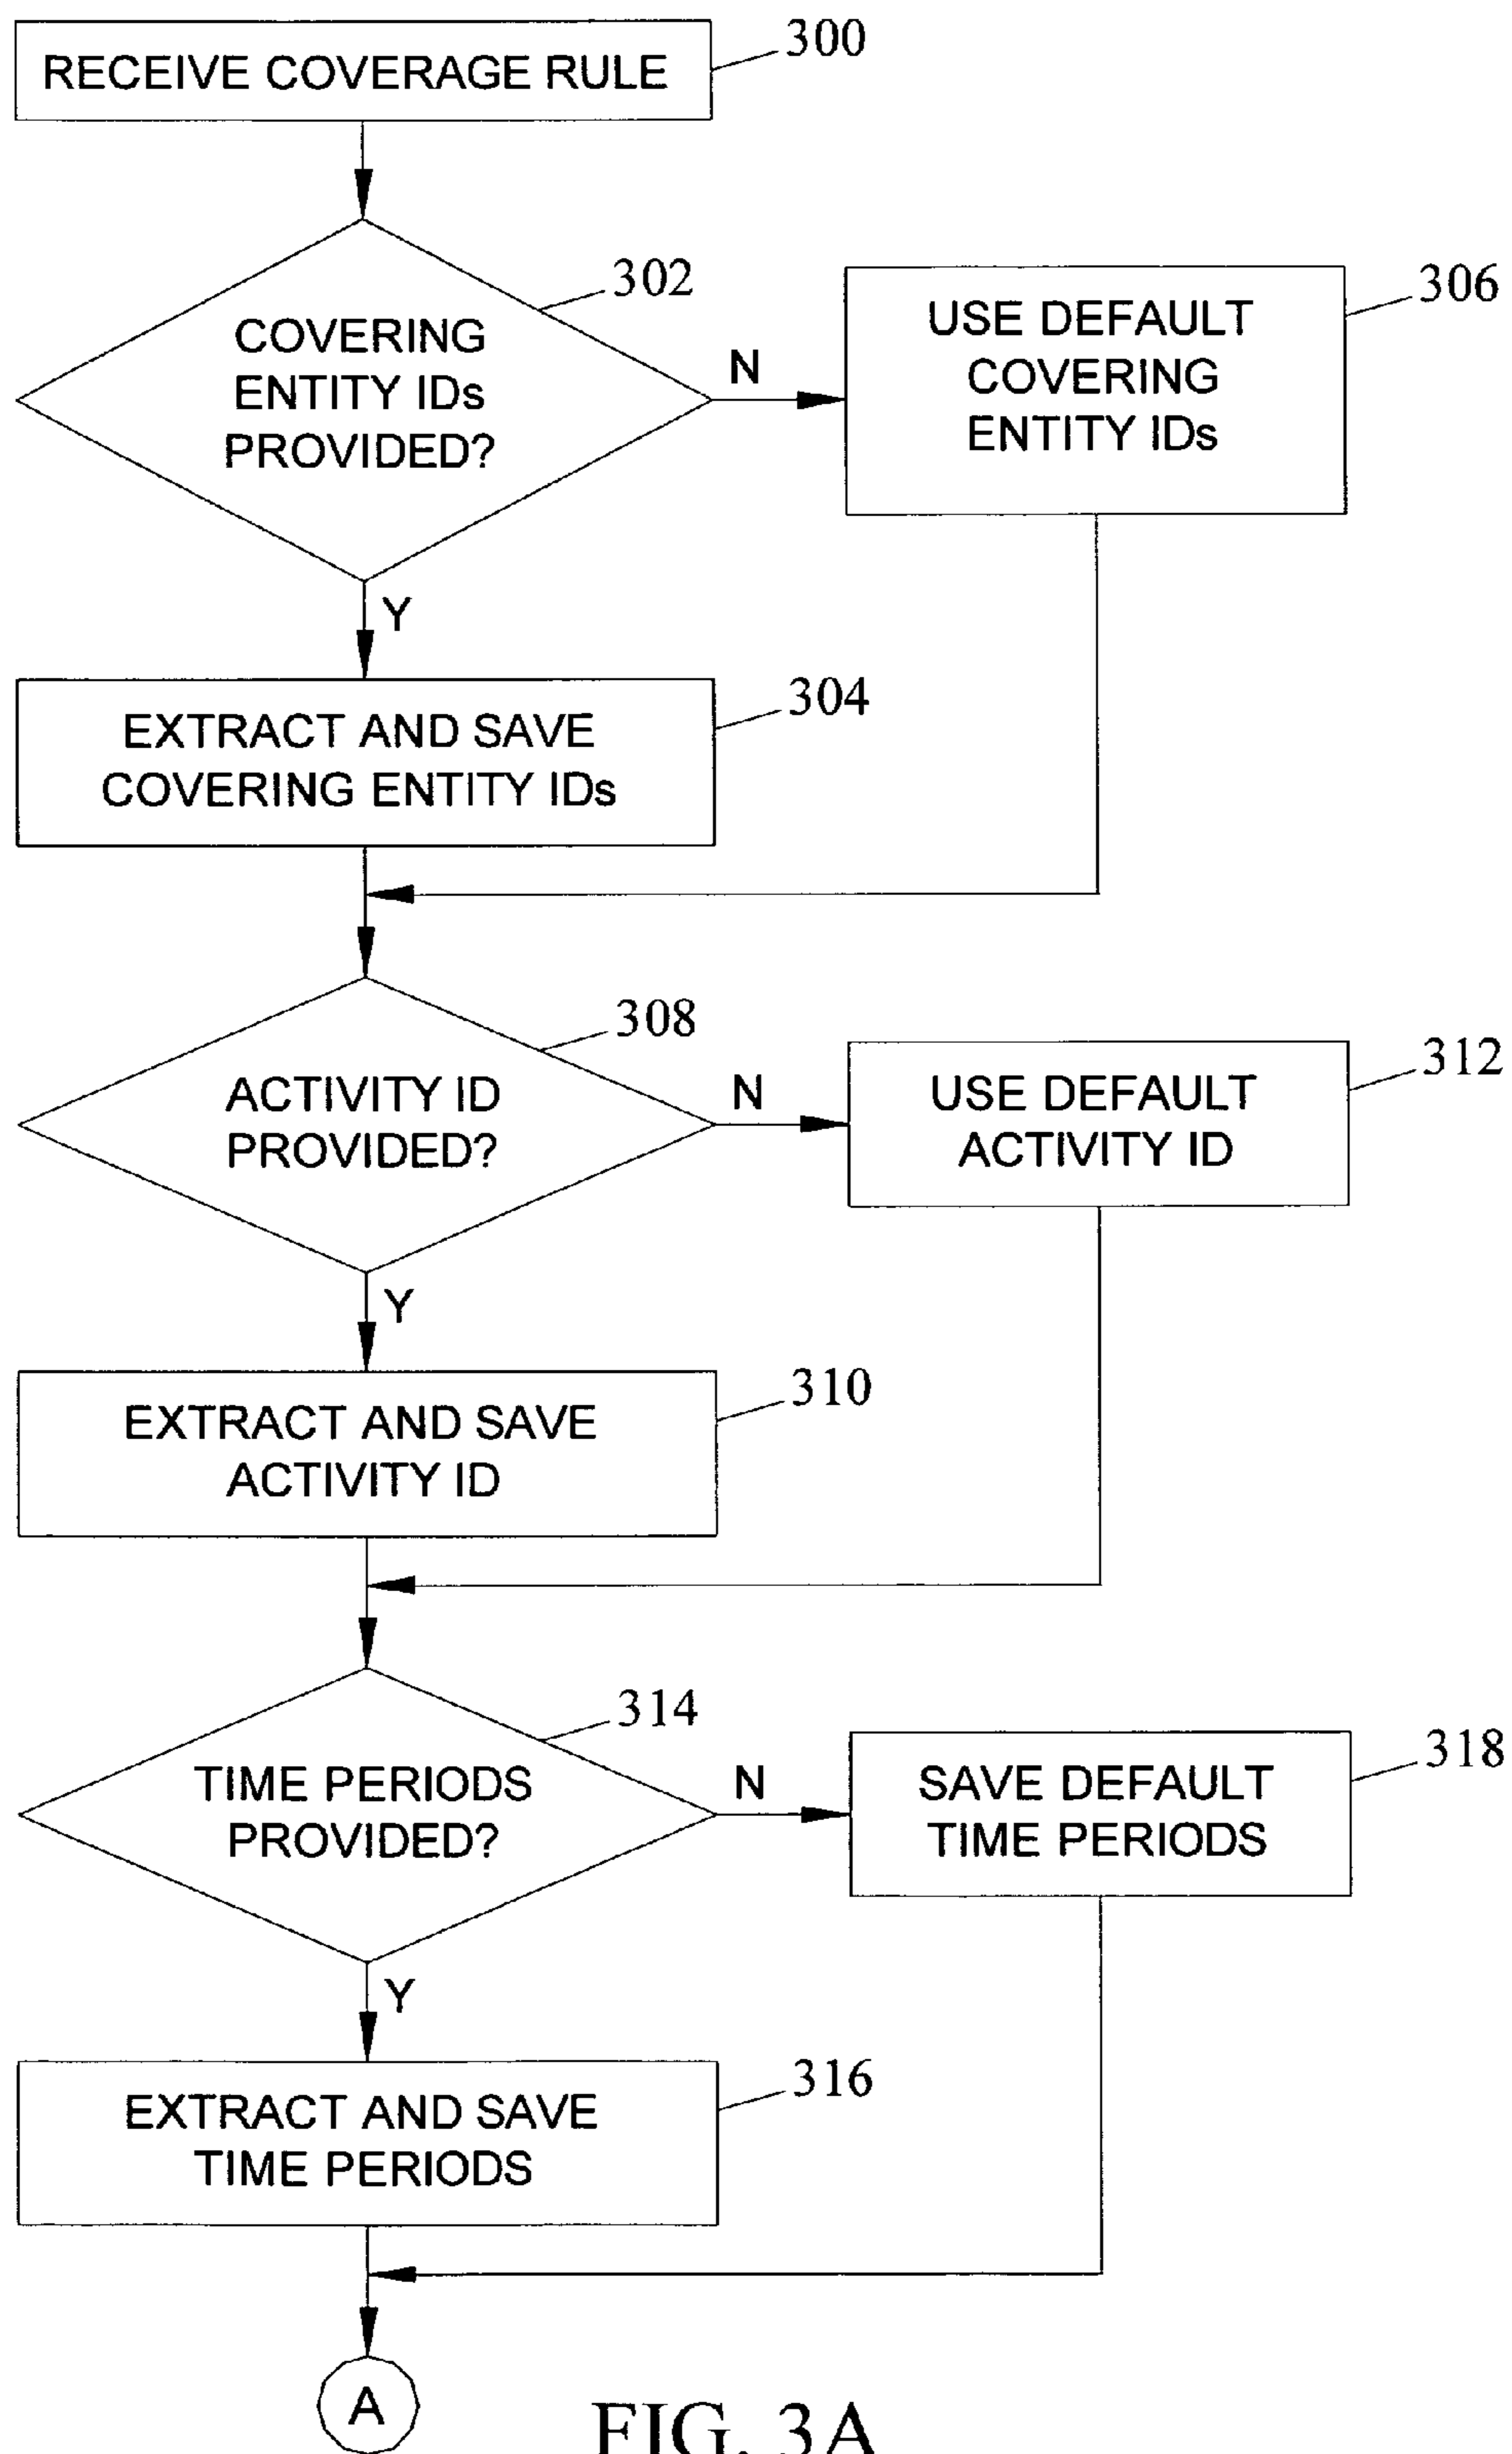 RECEIVE COVERAGE RULE
300
COVERING
ENTITY IDs
PROVIDED?
302
N
USE DEFAULT
COVERING
ENTITY IDs
306
Y
EXTRACT AND SAVE
COVERING ENTITY IDs
304
ACTIVITY ID
PROVIDED?
308
N
USE DEFAULT
ACTIVITY ID
312
Y
EXTRACT AND SAVE
ACTIVITY ID
310
TIME PERIODS
PROVIDED?
314
N
SAVE DEFAULT
TIME PERIODS
318
Y
EXTRACT AND SAVE
TIME PERIODS
316
A
FIG. 3A